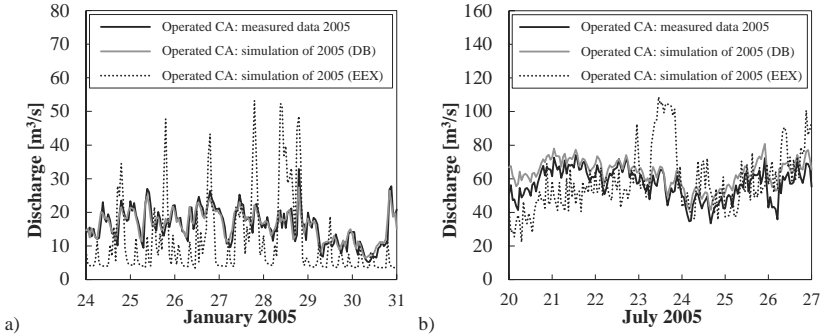 80
70
60
50
40
30
20
10
0
Discharge [m³/s]
Operated CA: measured data 2005
Operated CA: simulation of 2005 (DB)
Operated CA: simulation of 2005 (EEX)
24 25 26 27 28 29 30 31
January 2005
a)
160
140
120
100
80
60
40
20
0
Discharge [m³/s]
Operated CA: measured data 2005
Operated CA: simulation of 2005 (DB)
Operated CA: simulation of 2005 (EEX)
20 21 22 23 24 25 26 27
July 2005
b)